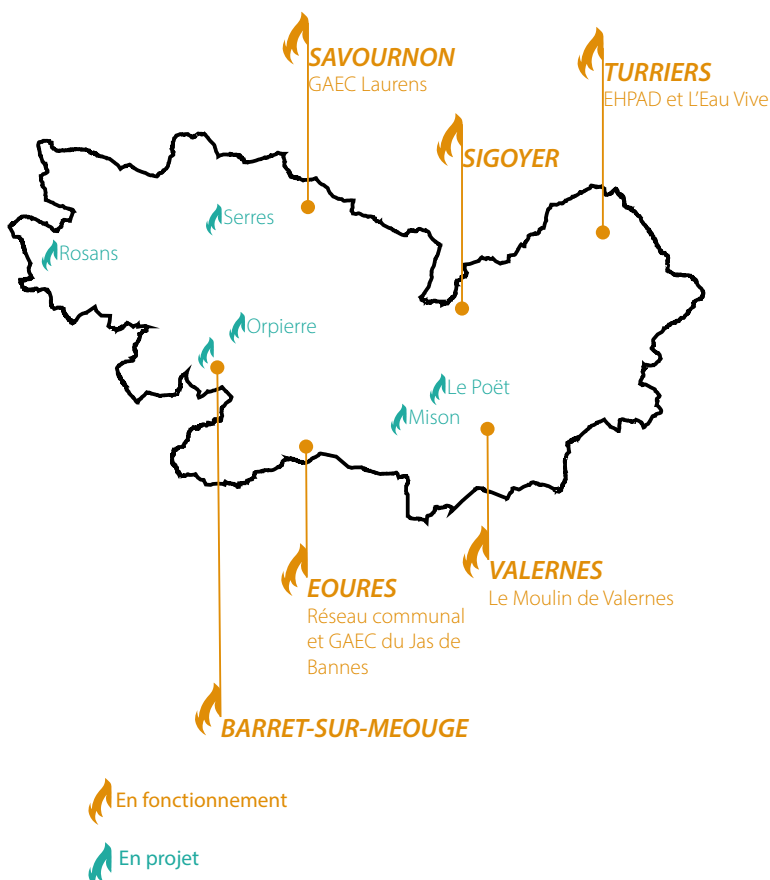 SAVOURNON
GAEC Laurens
TURRIERS
EHPAD et L'Eau Vive
SIGOYER
Serres
Rosans
Orpierre
Le Poët
Mison
EOURES
Réseau communal
et GAEC du Jas de
Bannes
VALERNES
Le Moulin de Valernes
BARRET-SUR-MEOUGE
En fonctionnement
En projet